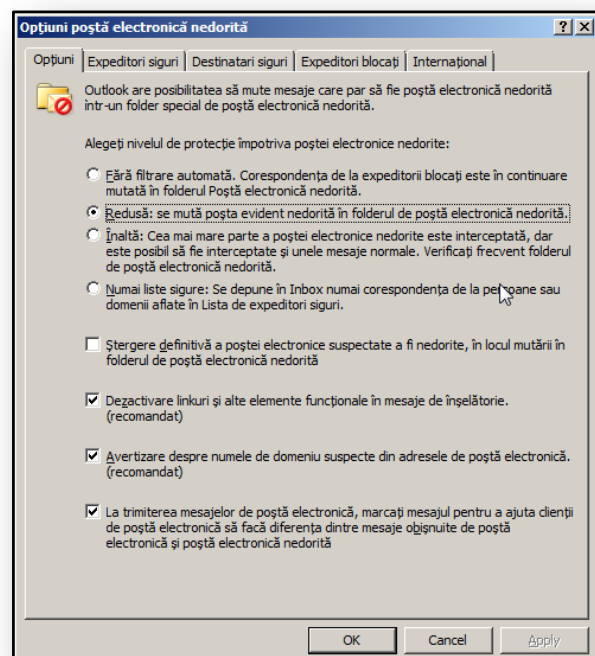 Opțiuni poștă electronică nedorită
Opțiuni
Expeditori siguri
Destinatari siguri
Expeditori blocați
Internațional
Outlook are posibilitatea să mute mesaje care par să fie poștă electronică nedorită
într-un folder special de poștă electronică nedorită.
Alegeți nivelul de protecție împotriva poștei electronice nedorite:
Fără filtrare automată. Corespondența de la expeditorii blocați este în continuare
mutată în folderul Poștă electronică nedorită.
Redusă: se mută poșta evident nedorită în folderul de poștă electronică nedorită.
Înaltă: Cea mai mare parte a poștei electronice nedorite este interceptată, dar
este posibil să fie interceptate și unele mesaje normale. Verificați frecvent folderul
de poștă electronică nedorită.
Numai liste sigure: Se depune în Inbox numai corespondența de la persoane sau
domenii aflate în Lista de expeditori siguri.
Ștergere definitivă a poștei electronice suspectate a fi nedorite, în locul mutării în
folderul de poștă electronică nedorită
Dezactivare linkuri și alte elemente funcționale în mesaje de înșelătorie.
(recomandat)
Avertizare despre numele de domeniu suspecte din adresele de poștă electronică.
(recomandat)
La trimiterea mesajelor de poștă electronică, marcați mesajul pentru a ajuta clienții
de poștă electronică să facă diferența dintre mesaje obișnuite de poștă
electronică și poștă electronică nedorită
OK
Cancel
Apply